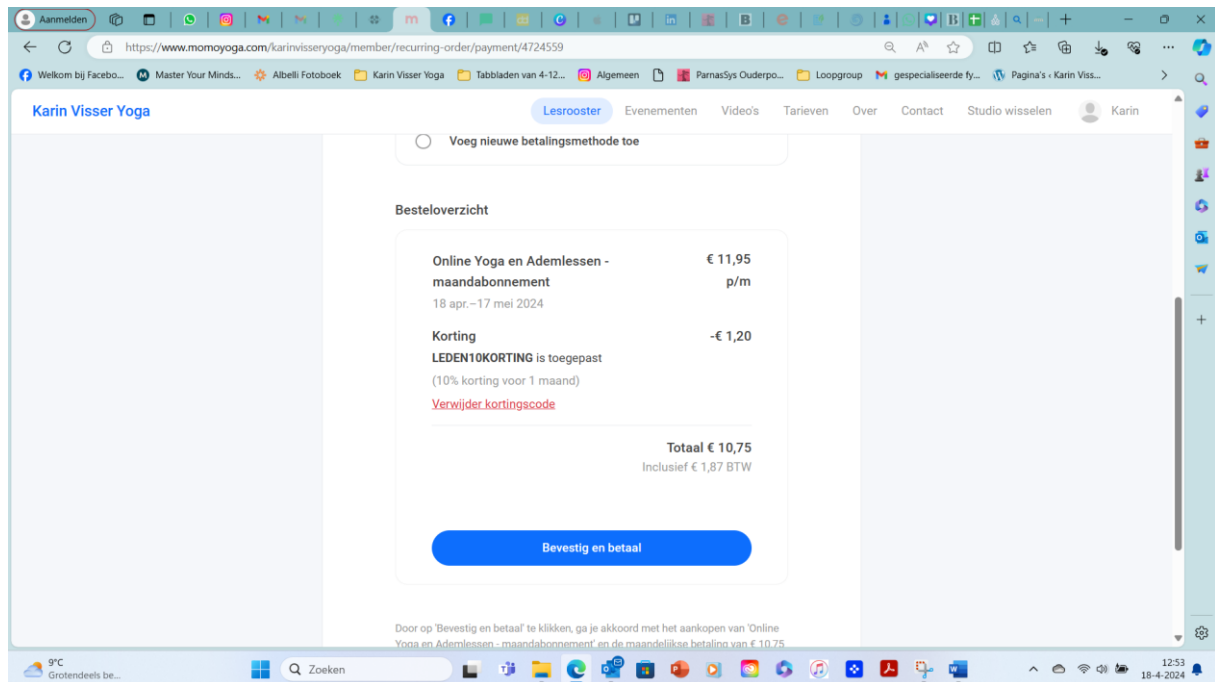 Aanmelden
https://www.momoyoga.com/karinvisseryoga/member/recurring-order/payment/4724559
Welkom bij Facebo...
Master Your Minds...
Albelli Fotoboek
Karin Visser Yoga
Tabbladen van 4-12...
Algemeen
ParnasSys Ouderpo...
Loopgroup
gespecialiseerde fy...
Pagina's ‹ Karin Viss...
Karin Visser Yoga
Lesrooster
Evenementen
Video's
Tarieven
Over
Contact
Studio wisselen
Karin
Voeg nieuwe betalingsmethode toe
Besteloverzicht
Online Yoga en Ademlessen - € 11,95
maandabonnement p/m
18 apr.–17 mei 2024
Korting -€ 1,20
LEDEN10KORTING is toegepast
(10% korting voor 1 maand)
Verwijder kortingscode
Totaal € 10,75
Inclusief € 1,87 BTW
Bevestig en betaal
Door op 'Bevestig en betaal' te klikken, ga je akkoord met het aankopen van 'Online
Yoga en Ademlessen - maandabonnement' en de maandelijkse betaling van € 10,75
9°C
Grotendeels be...
Zoeken
12:53
18-4-2024